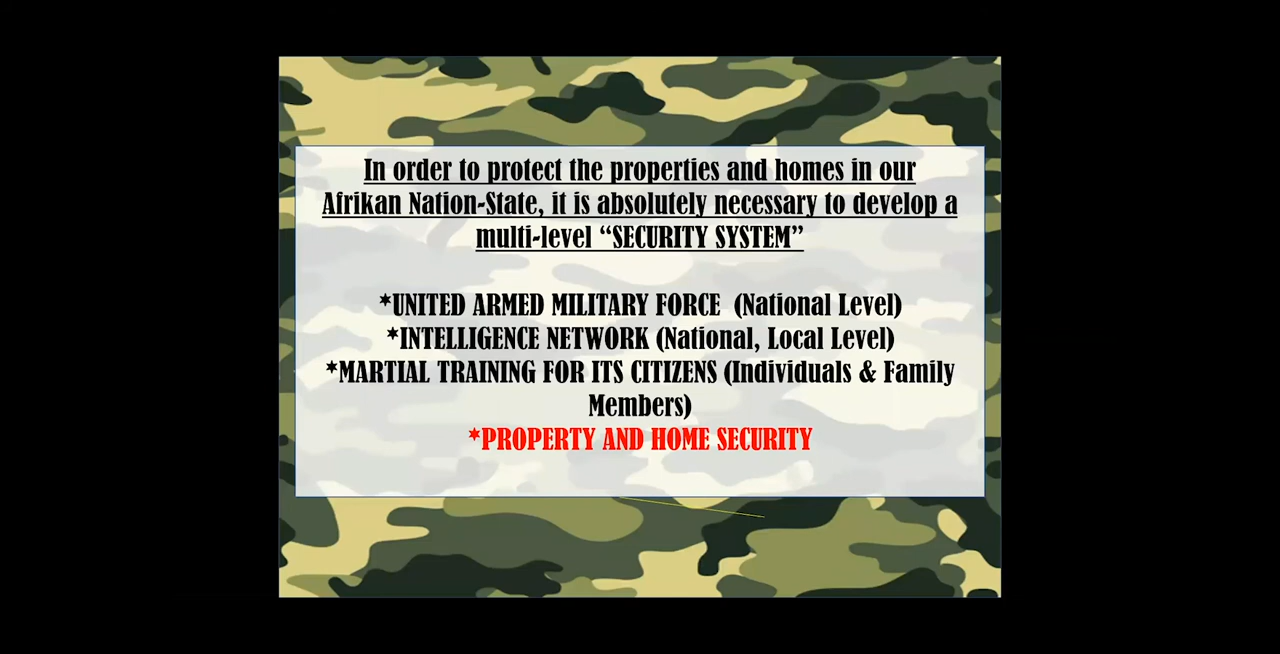 In order to protect the properties and homes in our
Afrikan Nation-State, it is absolutely necessary to develop a
multi-level “SECURITY SYSTEM”
*UNITED ARMED MILITARY FORCE (National Level)
*INTELLIGENCE NETWORK (National, Local Level)
*MARTIAL TRAINING FOR ITS CITIZENS (Individuals & Family
Members)
*PROPERTY AND HOME SECURITY